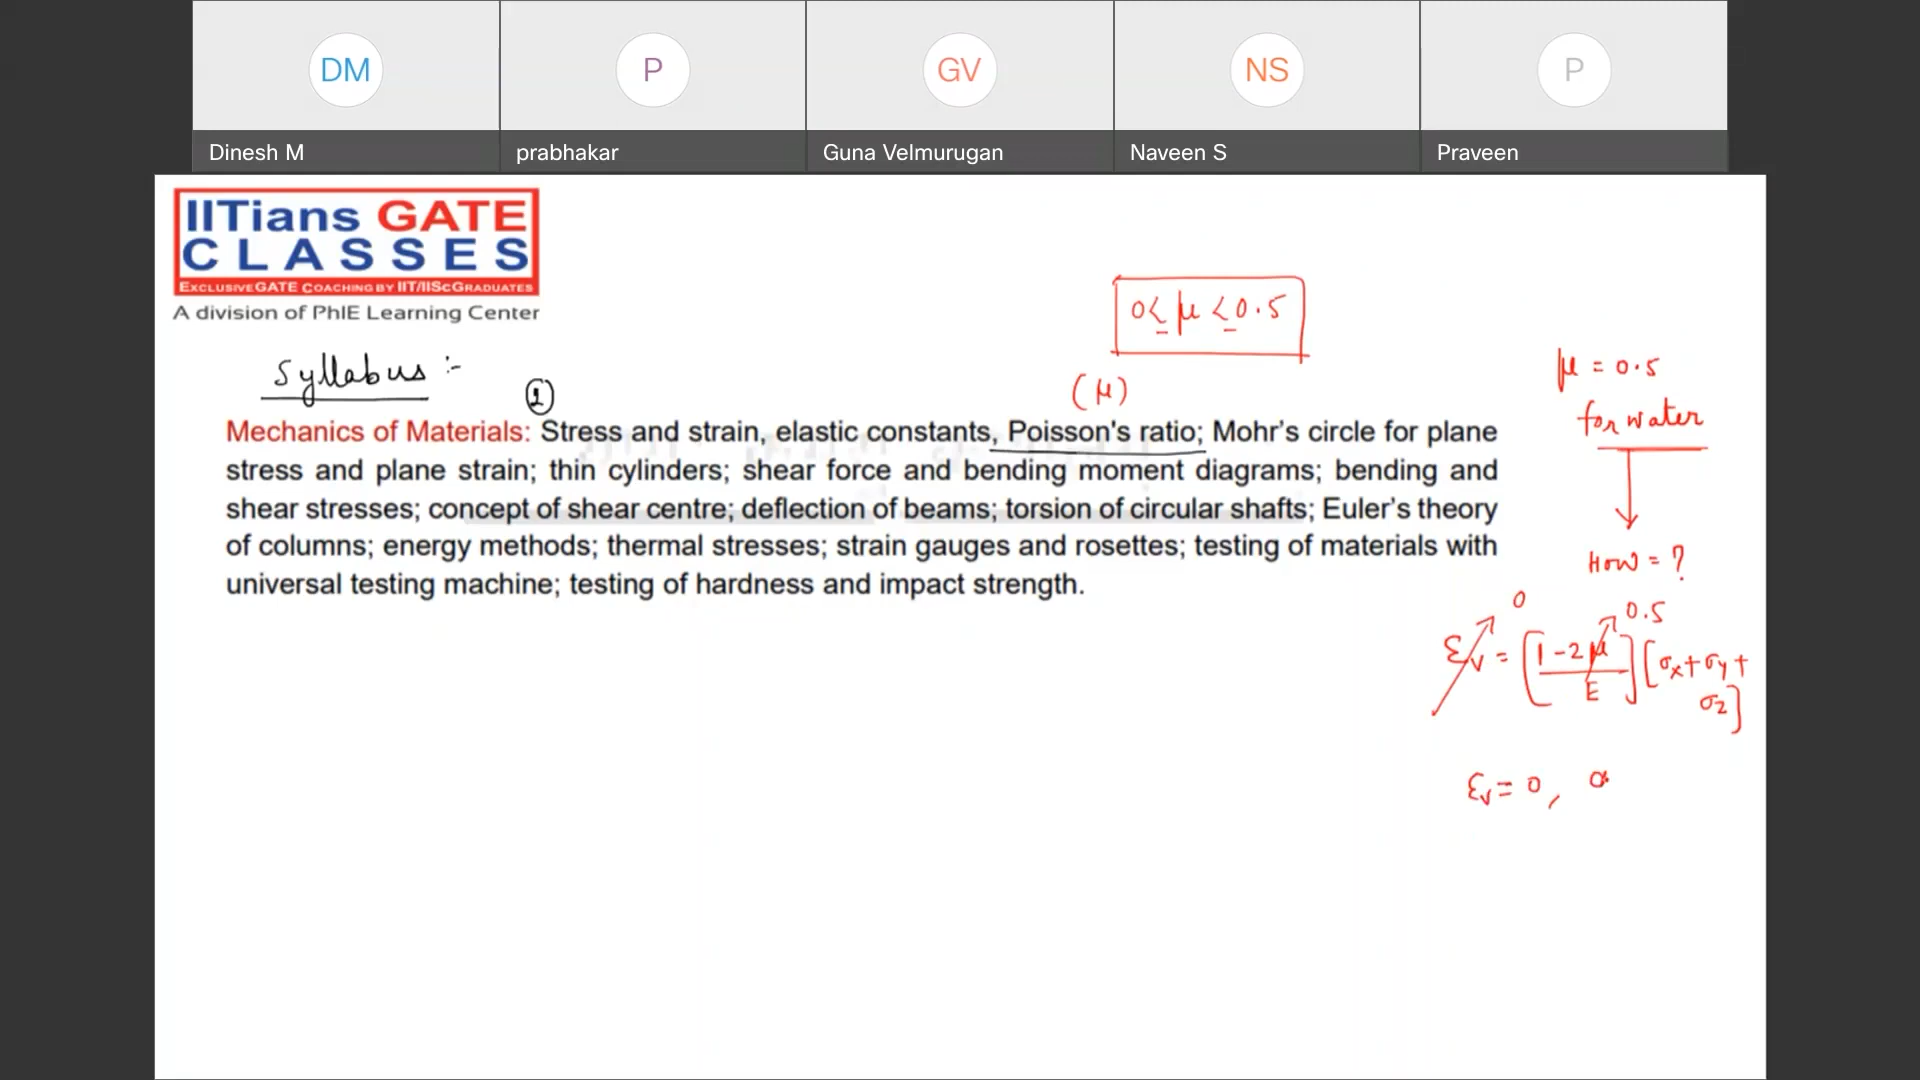 DM
P
GV
NS
P
Dinesh M
prabhakar
Guna Velmurugan
Naveen S
Praveen
IITians GATE
CLASSES
EXCLUSIVE GATE COACHING BY IIT/IISC GRADUATES
A division of PhIE Learning Center
0 ≤ μ ≤ 0.5
Syllabus :-
①
(μ)
μ = 0.5
for water
Mechanics of Materials: Stress and strain, elastic constants, Poisson's ratio; Mohr's circle for plane
stress and plane strain; thin cylinders; shear force and bending moment diagrams; bending and
shear stresses; concept of shear centre; deflection of beams; torsion of circular shafts; Euler's theory
of columns; energy methods; thermal stresses; strain gauges and rosettes; testing of materials with
universal testing machine; testing of hardness and impact strength.
How = ?
0
0.5
εv = [(1-2μ)/E] [σx + σy +
σz]
εv = 0,